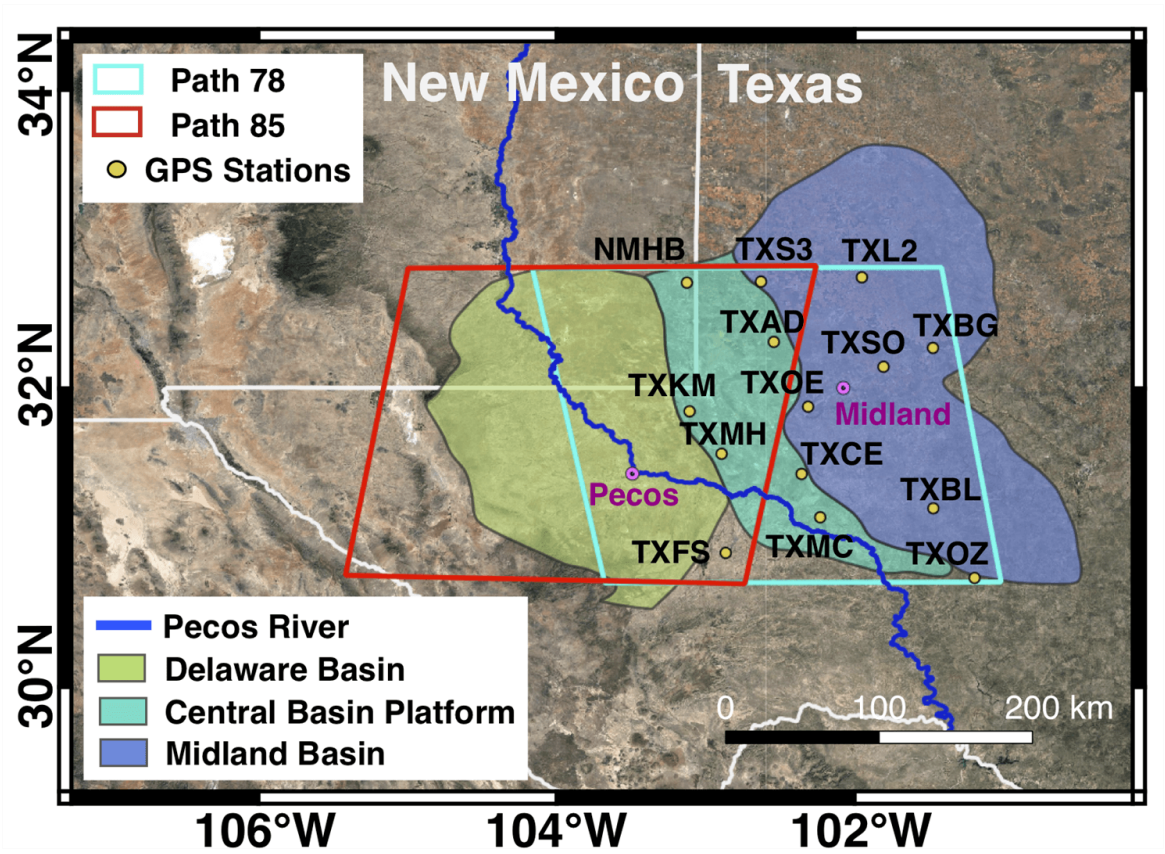 New Mexico Texas
Path 78
Path 85
GPS Stations
34°N
32°N
30°N
NMHB
TXS3
TXL2
TXAD
TXSO
TXBG
TXKM
TXOE
Midland
TXMH
TXCE
Pecos
TXBL
TXFS
TXMC
TXOZ
Pecos River
Delaware Basin
Central Basin Platform
Midland Basin
0 100 200 km
106°W 104°W 102°W